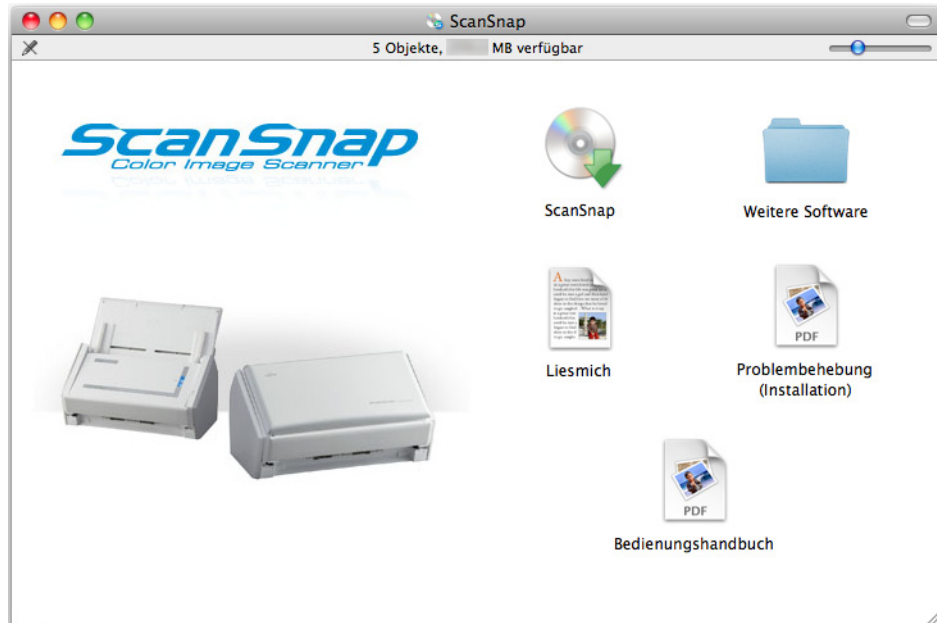 ScanSnap
5 Objekte, MB verfügbar
ScanSnap
Color Image Scanner
ScanSnap
Weitere Software
Liesmich
PDF
Problembehebung
(Installation)
PDF
Bedienungshandbuch